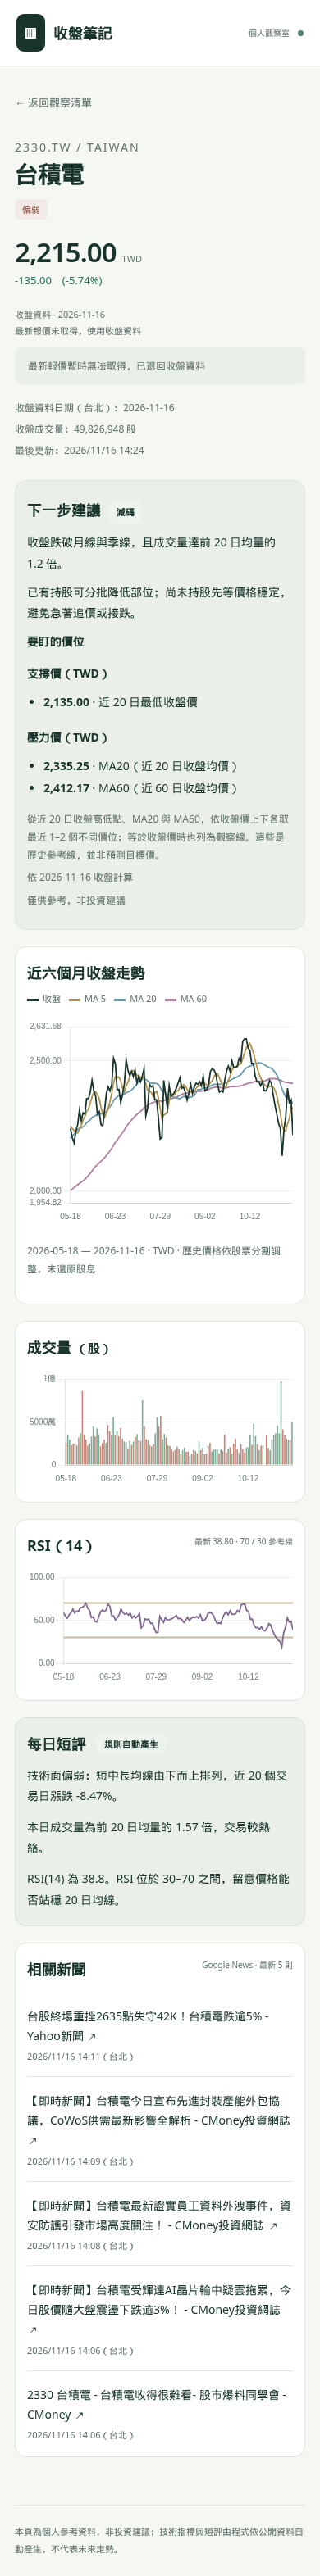 收盤筆記
個人觀察室
← 返回觀察清單
2330.TW / TAIWAN
台積電
偏弱
2,215.00 TWD
-135.00 (-5.74%)
收盤資料 · 2026-11-16
最新報價未取得，使用收盤資料
最新報價暫時無法取得，已退回收盤資料
收盤資料日期（台北）：2026-11-16
收盤成交量：49,826,948 股
最後更新：2026/11/16 14:24
下一步建議 減碼
收盤跌破月線與季線，且成交量達前 20 日均量的
1.2 倍。
已有持股可分批降低部位；尚未持股先等價格穩定，
避免急著追價或接跌。
要盯的價位
支撐價（TWD）
• 2,135.00 · 近 20 日最低收盤價
壓力價（TWD）
• 2,335.25 · MA20（近 20 日收盤均價）
• 2,412.17 · MA60（近 60 日收盤均價）
從近 20 日收盤高低點、MA20 與 MA60，依收盤價上下各取
最近 1–2 個不同價位；等於收盤價時也列為觀察線。這些是
歷史參考線，並非預測目標價。
依 2026-11-16 收盤計算
僅供參考，非投資建議
近六個月收盤走勢
收盤 MA 5 MA 20 MA 60
2,631.68
2,500.00
2,000.00
1,954.82
05-18 06-23 07-29 09-02 10-12
2026-05-18 — 2026-11-16 · TWD · 歷史價格依股票分割調
整，未還原股息
成交量（股）
1億
5000萬
0
05-18 06-23 07-29 09-02 10-12
RSI（14）
最新 38.80 · 70 / 30 參考線
100.00
50.00
0.00
05-18 06-23 07-29 09-02 10-12
每日短評 規則自動產生
技術面偏弱：短中長均線由下而上排列，近 20 個交
易日漲跌 -8.47%。
本日成交量為前 20 日均量的 1.57 倍，交易較熱
絡。
RSI(14) 為 38.8。RSI 位於 30–70 之間，留意價格能
否站穩 20 日均線。
相關新聞
Google News · 最新 5 則
台股終場重挫2635點失守42K！台積電跌逾5% -
Yahoo新聞 ↗
2026/11/16 14:11（台北）
【即時新聞】台積電今日宣布先進封裝產能外包協
議，CoWoS供需最新影響全解析 - CMoney投資網誌
↗
2026/11/16 14:09（台北）
【即時新聞】台積電最新證實員工資料外洩事件，資
安防護引發市場高度關注！ - CMoney投資網誌 ↗
2026/11/16 14:08（台北）
【即時新聞】台積電受輝達AI晶片輸中疑雲拖累，今
日股價隨大盤震盪下跌逾3%！ - CMoney投資網誌
↗
2026/11/16 14:06（台北）
2330 台積電 - 台積電收得很難看- 股市爆料同學會 -
CMoney ↗
2026/11/16 14:06（台北）
本頁為個人參考資料，非投資建議；技術指標與短評由程式依公開資料自
動產生，不代表未來走勢。